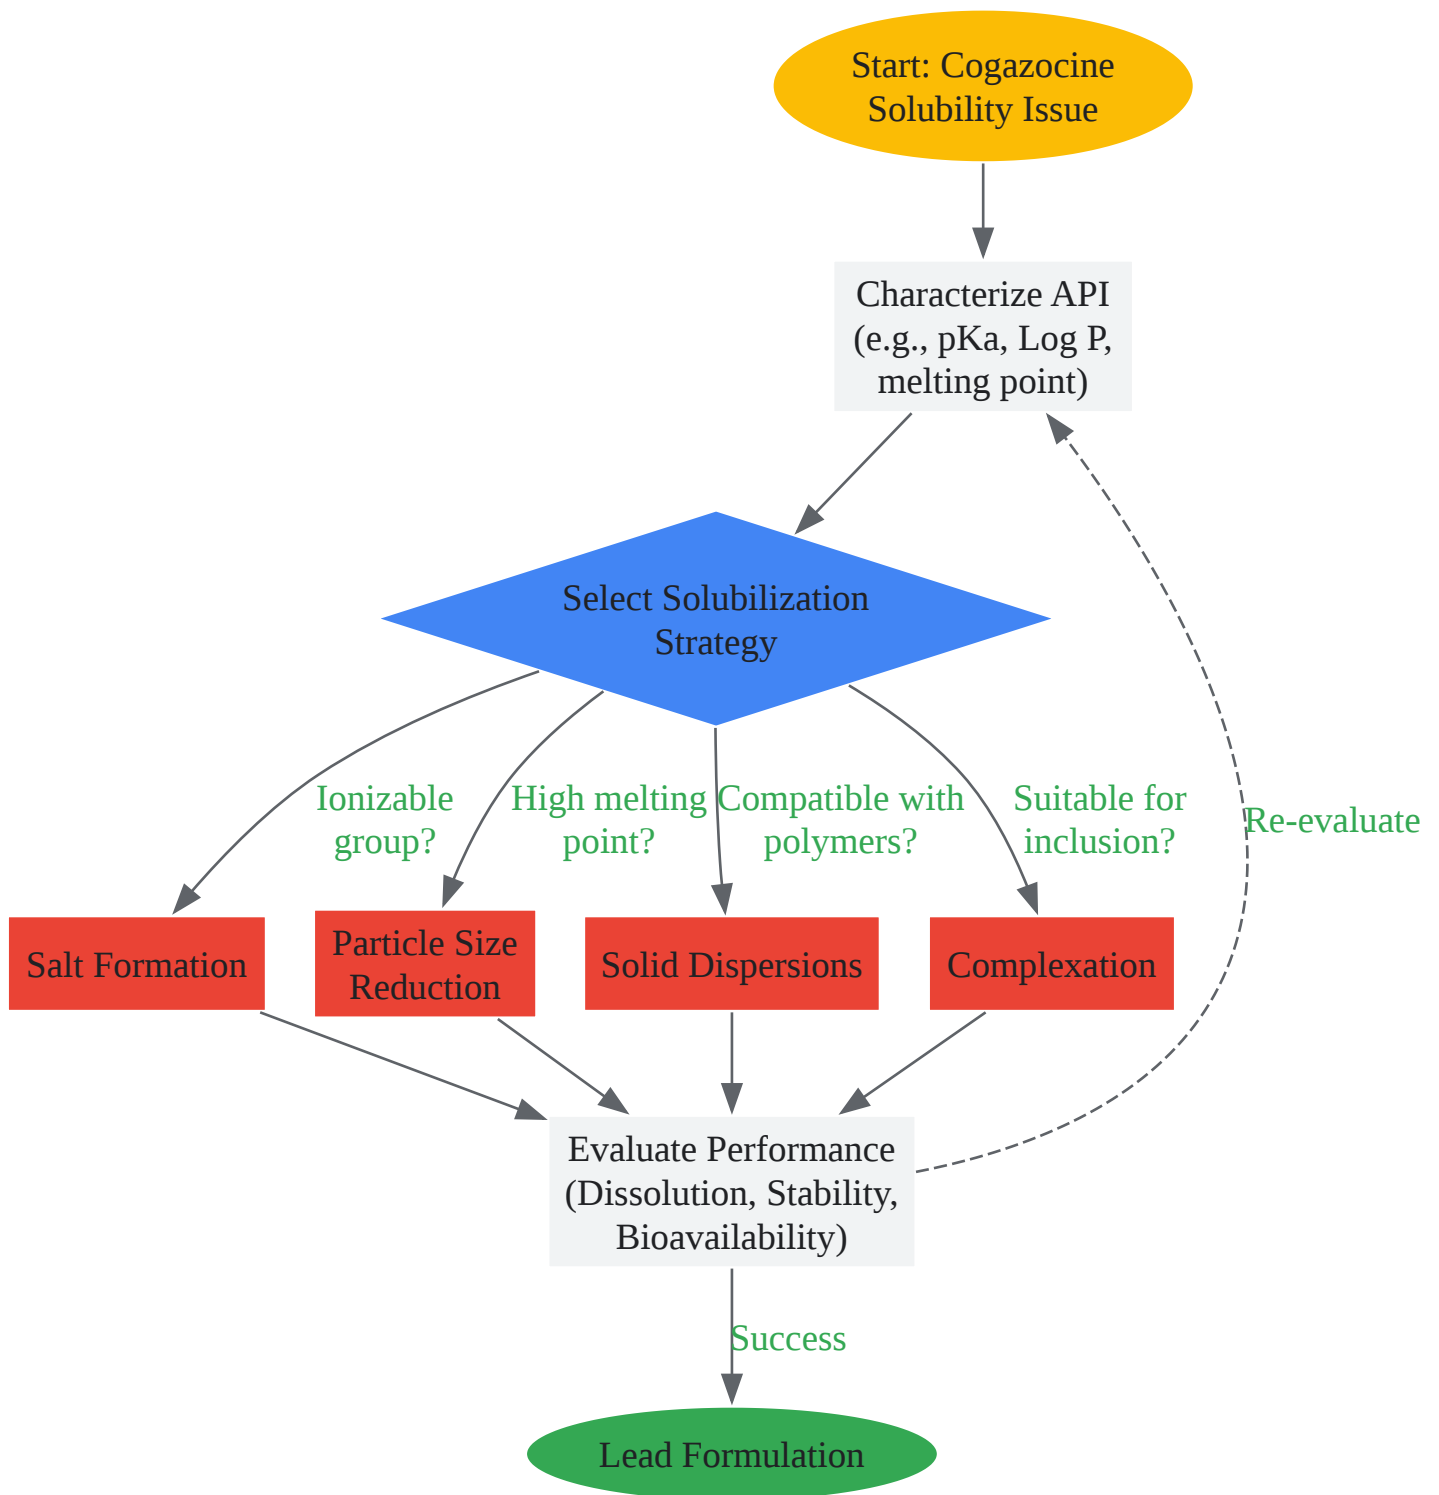 Start: Cogazocine
Solubility Issue
Characterize API
(e.g., pKa, Log P,
melting point)
Select Solubilization
Strategy
Ionizable
group?
High melting
point?
Compatible with
polymers?
Suitable for
inclusion?
Re-evaluate
Salt Formation
Particle Size
Reduction
Solid Dispersions
Complexation
Evaluate Performance
(Dissolution, Stability,
Bioavailability)
Success
Lead Formulation